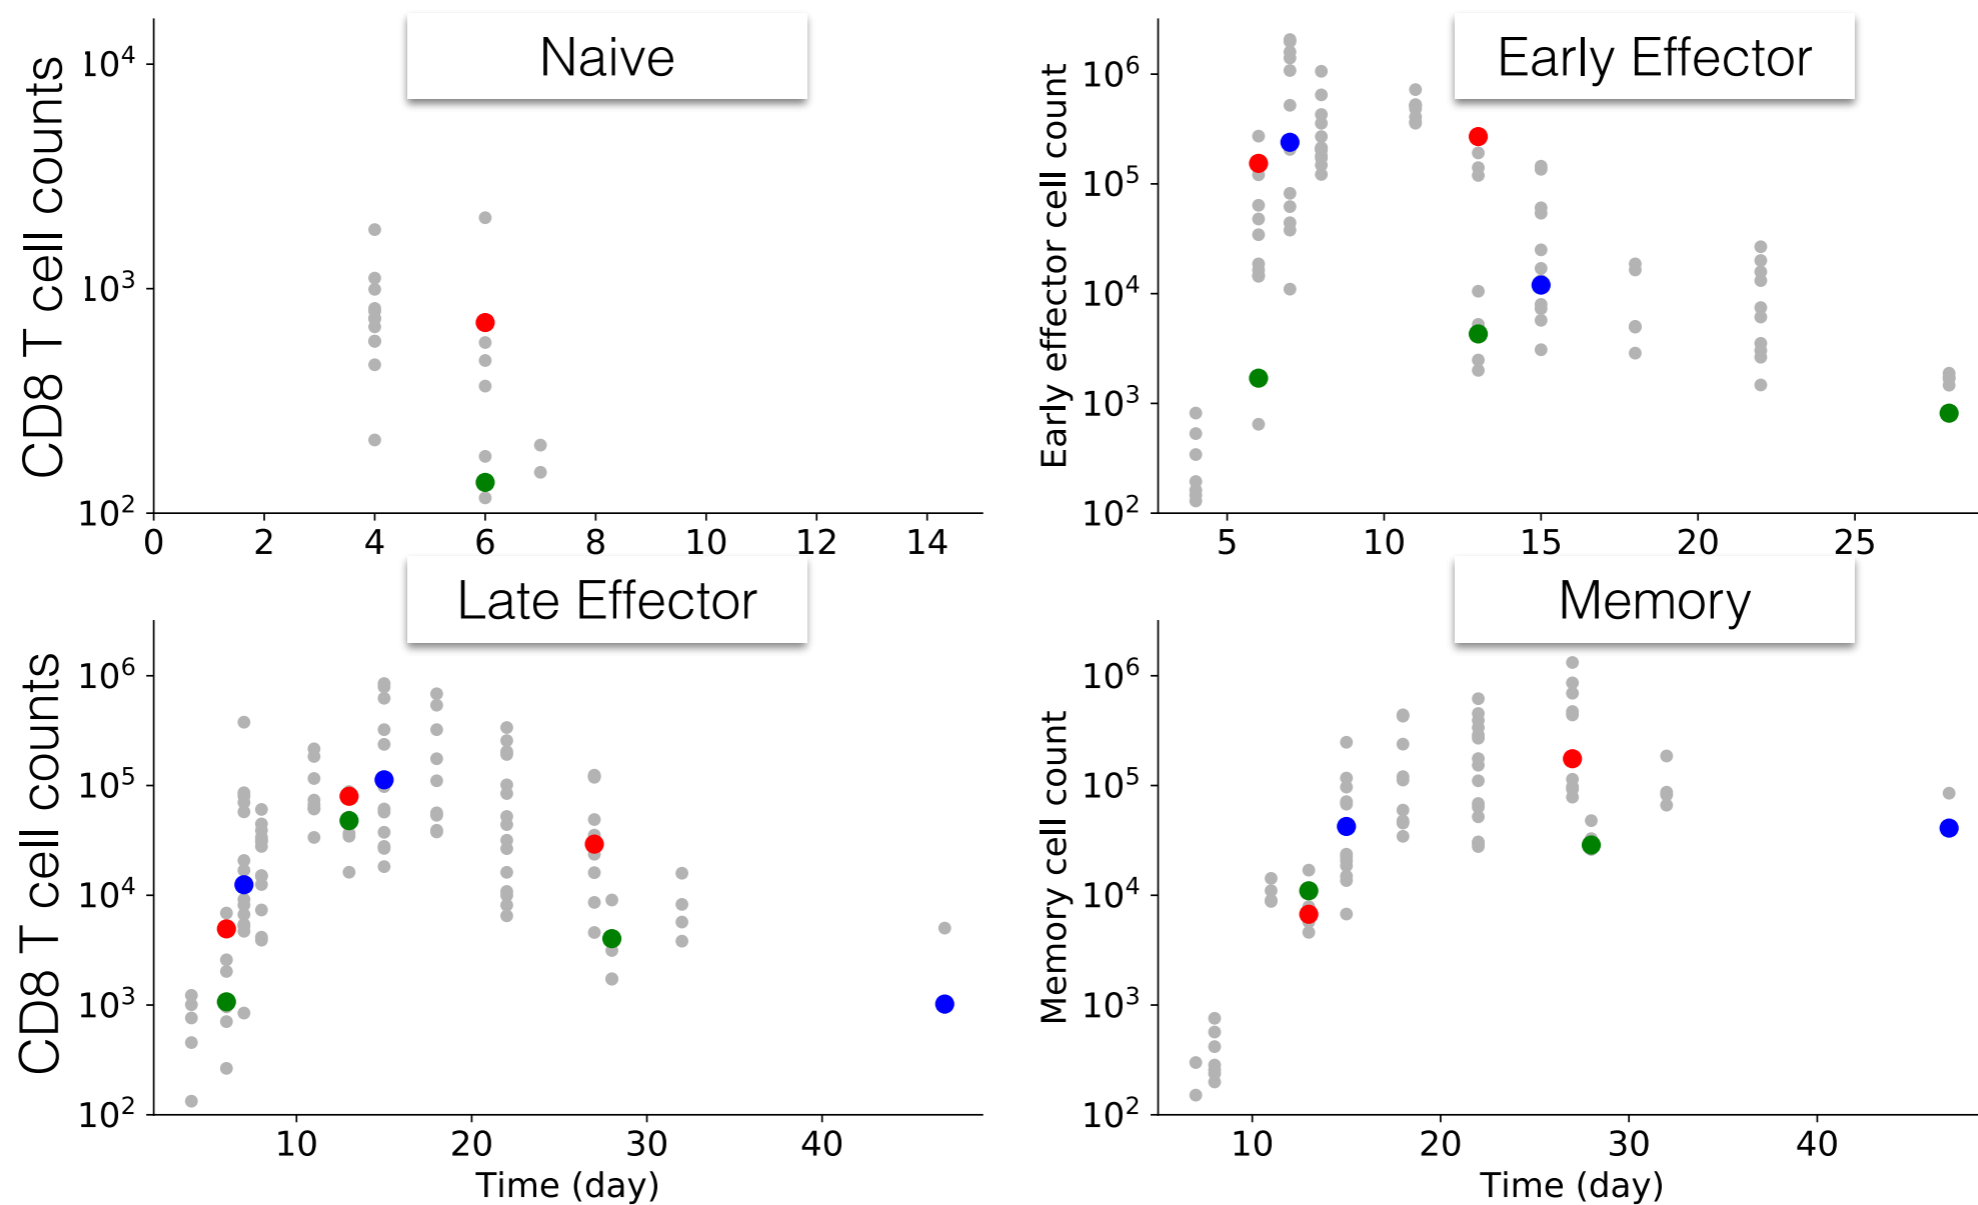 Naive
CD8 T cell counts
10⁴
10³
10²
0 2 4 6 8 10 12 14
Early Effector
Early effector cell count
10⁶
10⁵
10⁴
10³
10²
5 10 15 20 25
Late Effector
CD8 T cell counts
10⁶
10⁵
10⁴
10³
10²
10 20 30 40
Time (day)
Memory
Memory cell count
10⁶
10⁵
10⁴
10³
10²
10 20 30 40
Time (day)